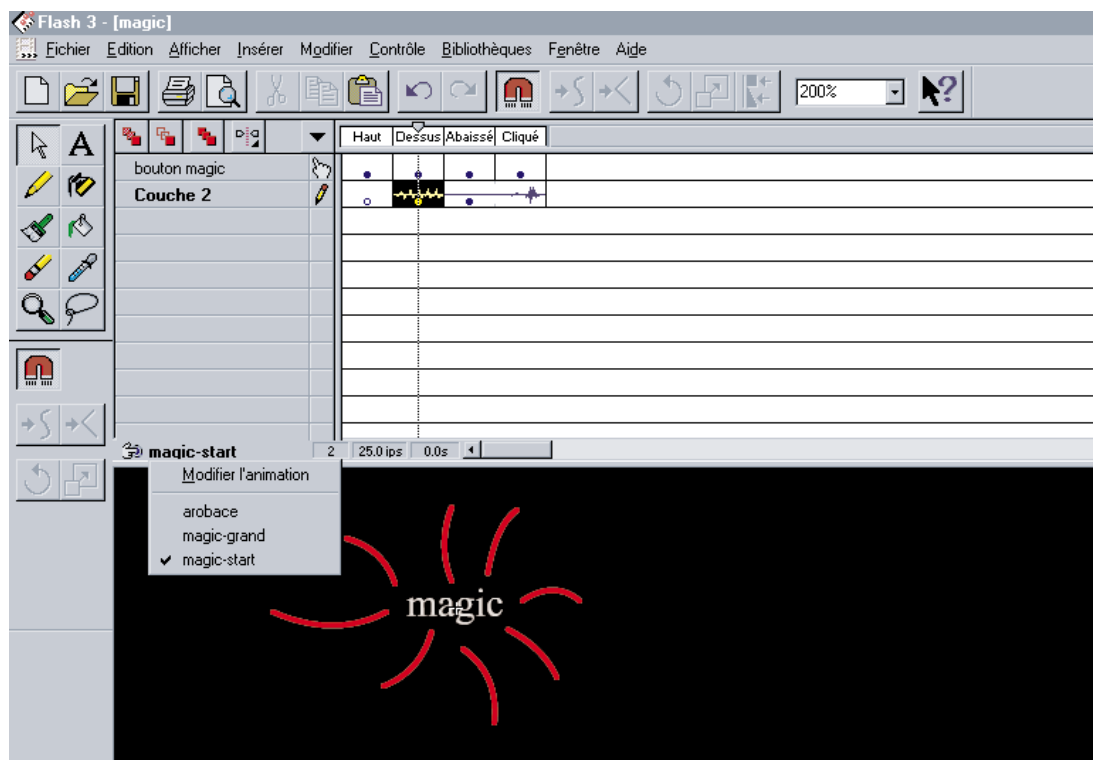 Flash 3 - [magic]
Fichier Edition Afficher Insérer Modifier Contrôle Bibliothèques Fenêtre Aide
200%
A
Haut Dessus Abaissé Cliqué
bouton magic
Couche 2
magic-start 2 25.0 ips 0.0s
Modifier l'animation
arobace
magic-grand
magic-start
magic